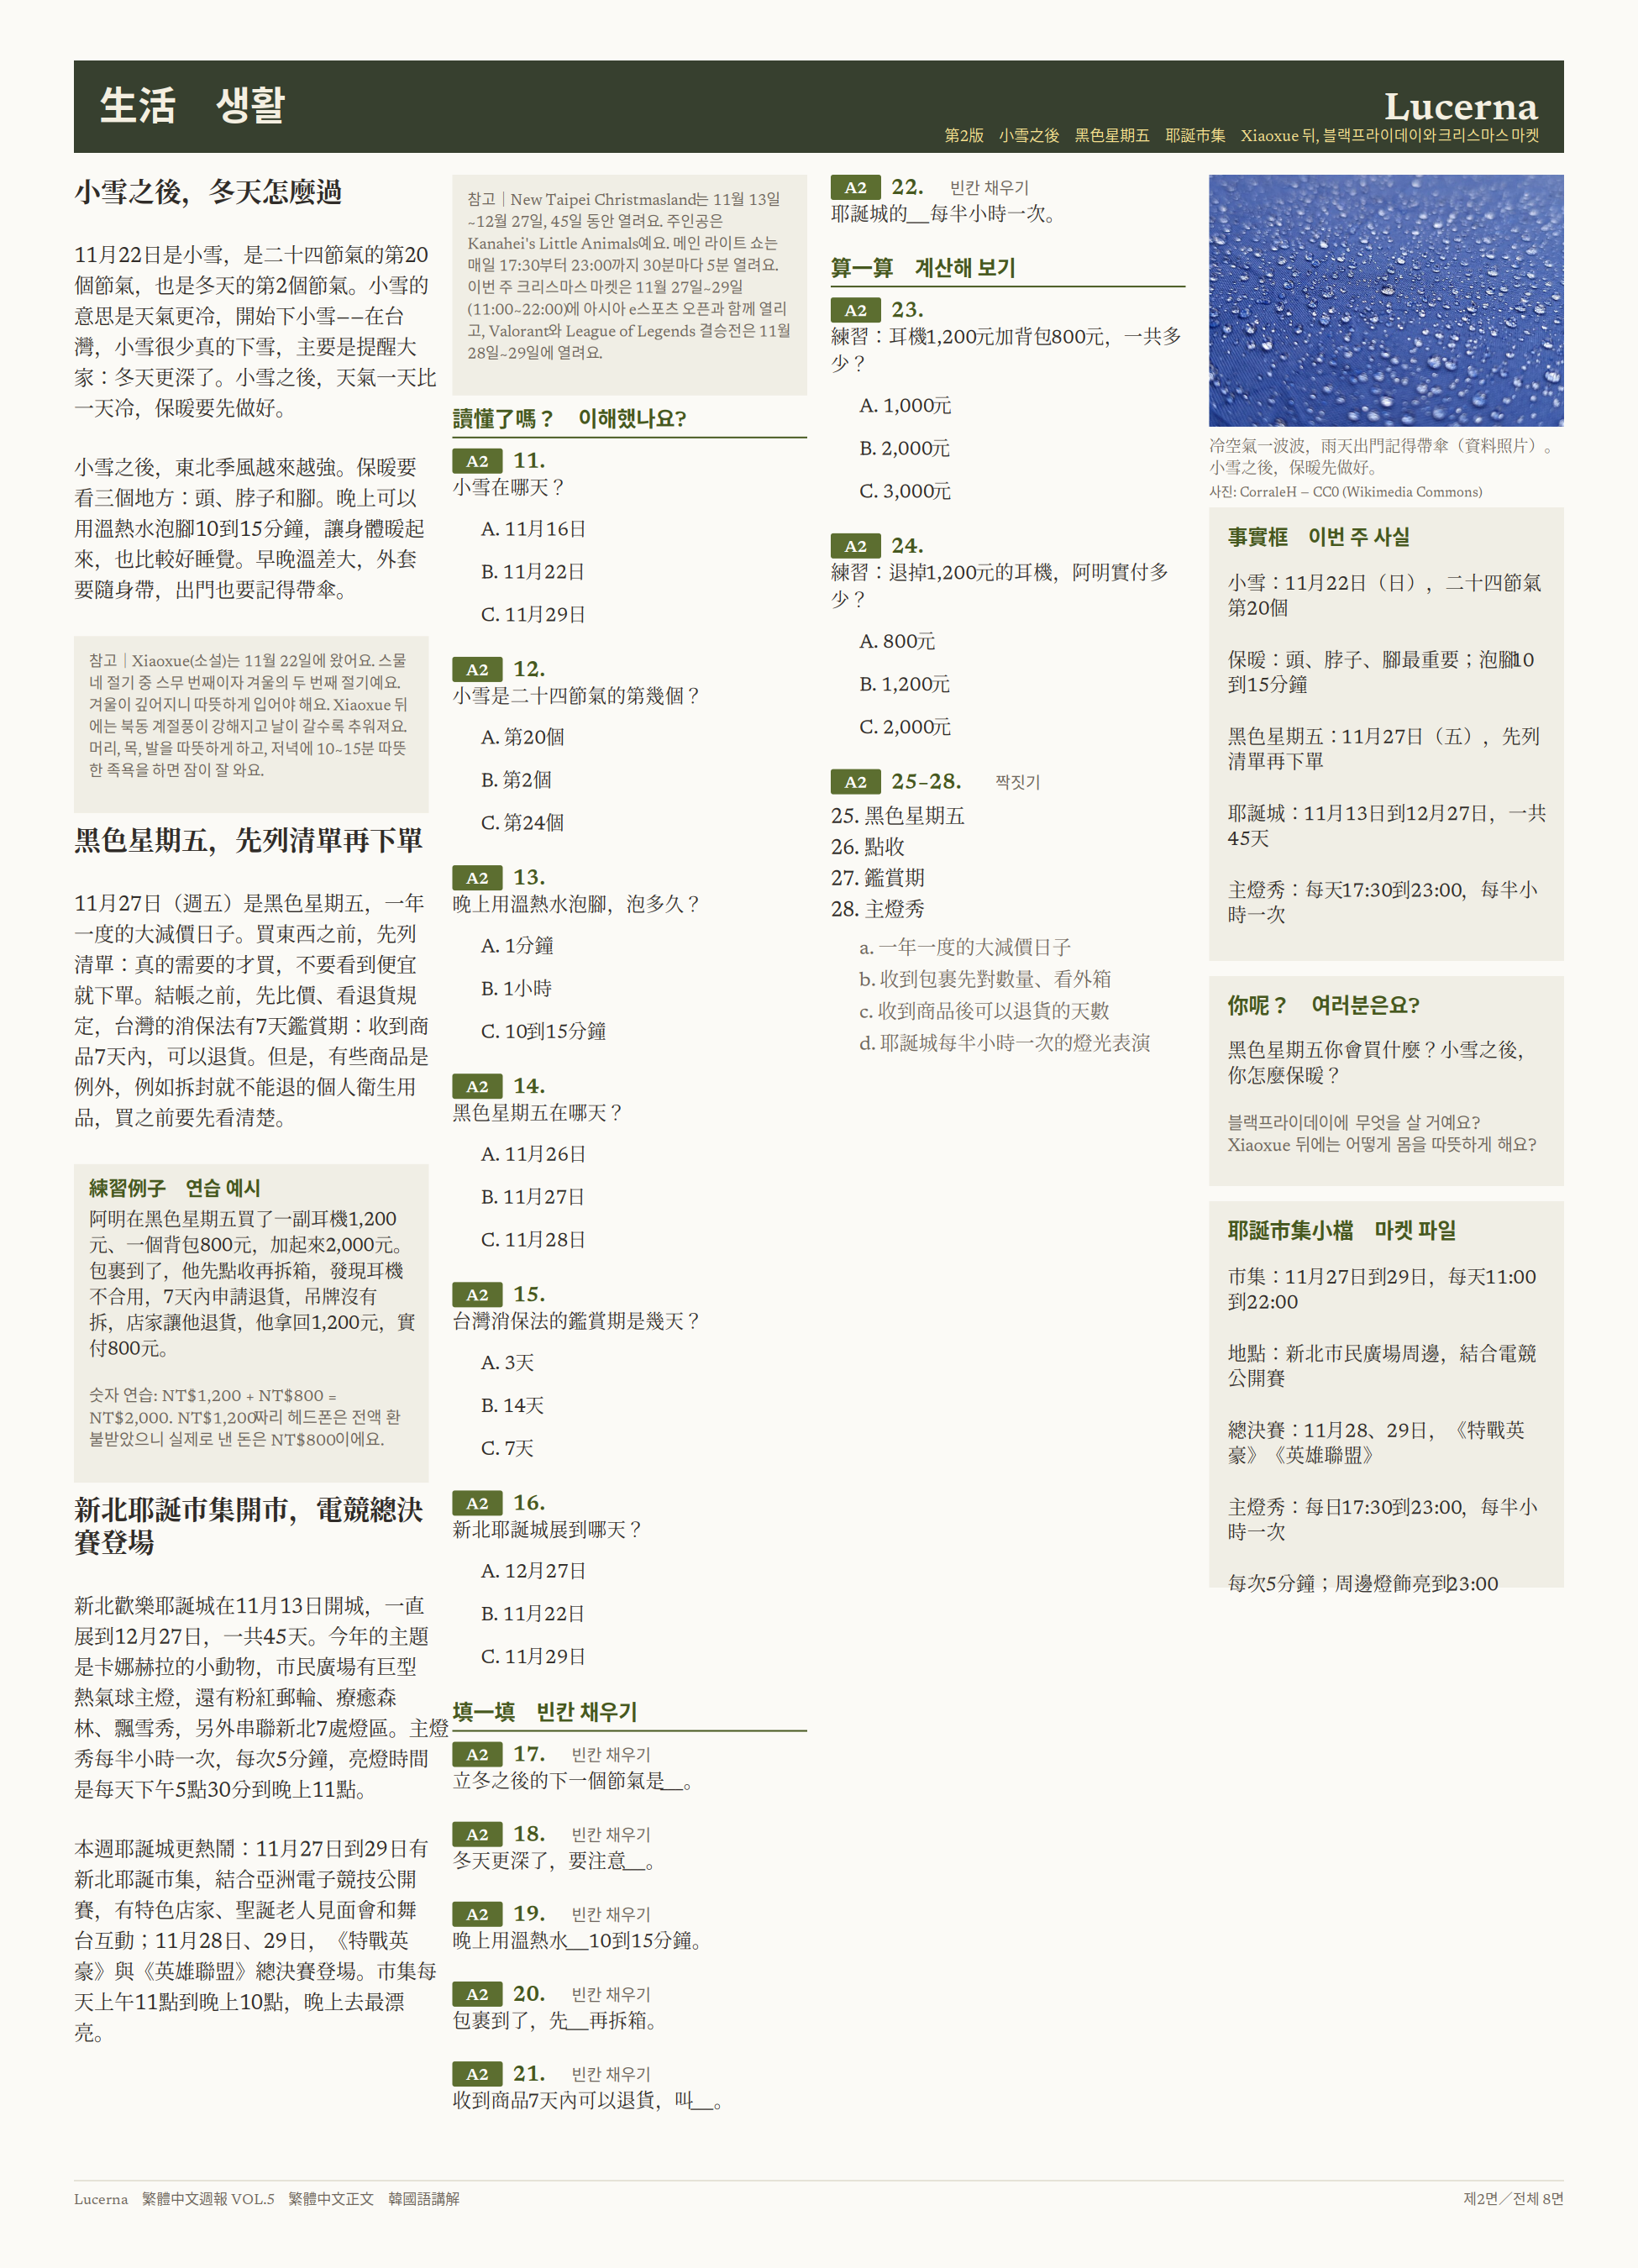 生活　생활
Lucerna
第2版　小雪之後　黑色星期五　耶誕市集　Xiaoxue 뒤, 블랙프라이데이와크리스마스 마켓
小雪之後，冬天怎麼過
11月22日是小雪，是二十四節氣的第20
個節氣，也是冬天的第2個節氣。小雪的
意思是天氣更冷，開始下小雪——在台
灣，小雪很少真的下雪，主要是提醒大
家：冬天更深了。小雪之後，天氣一天比
一天冷，保暖要先做好。
小雪之後，東北季風越來越強。保暖要
看三個地方：頭、脖子和腳。晚上可以
用溫熱水泡腳10到15分鐘，讓身體暖起
來，也比較好睡覺。早晚溫差大，外套
要隨身帶，出門也要記得帶傘。
참고｜Xiaoxue(소설)는 11월 22일에 왔어요. 스물
네 절기 중 스무 번째이자 겨울의 두 번째 절기예요.
겨울이 깊어지니 따뜻하게 입어야 해요. Xiaoxue 뒤
에는 북동 계절풍이 강해지고 날이 갈수록 추워져요.
머리, 목, 발을 따뜻하게 하고, 저녁에 10~15분 따뜻
한 족욕을 하면 잠이 잘 와요.
黑色星期五，先列清單再下單
11月27日（週五）是黑色星期五，一年
一度的大減價日子。買東西之前，先列
清單：真的需要的才買，不要看到便宜
就下單。結帳之前，先比價、看退貨規
定，台灣的消保法有7天鑑賞期：收到商
品7天內，可以退貨。但是，有些商品是
例外，例如拆封就不能退的個人衛生用
品，買之前要先看清楚。
練習例子　연습 예시
阿明在黑色星期五買了一副耳機1,200
元、一個背包800元，加起來2,000元。
包裹到了，他先點收再拆箱，發現耳機
不合用，7天內申請退貨，吊牌沒有
拆，店家讓他退貨，他拿回1,200元，實
付800元。
숫자 연습: NT$1,200 + NT$800 =
NT$2,000. NT$1,200짜리 헤드폰은 전액 환
불받았으니 실제로 낸 돈은 NT$800이에요.
新北耶誕市集開市，電競總決
賽登場
新北歡樂耶誕城在11月13日開城，一直
展到12月27日，一共45天。今年的主題
是卡娜赫拉的小動物，市民廣場有巨型
熱氣球主燈，還有粉紅郵輪、療癒森
林、飄雪秀，另外串聯新北7處燈區。主燈
秀每半小時一次，每次5分鐘，亮燈時間
是每天下午5點30分到晚上11點。
本週耶誕城更熱鬧：11月27日到29日有
新北耶誕市集，結合亞洲電子競技公開
賽，有特色店家、聖誕老人見面會和舞
台互動；11月28日、29日，《特戰英
豪》與《英雄聯盟》總決賽登場。市集每
天上午11點到晚上10點，晚上去最漂
亮。
참고｜New Taipei Christmasland는 11월 13일
~12월 27일, 45일 동안 열려요. 주인공은
Kanahei's Little Animals예요. 메인 라이트 쇼는
매일 17:30부터 23:00까지 30분마다 5분 열려요.
이번 주 크리스마스 마켓은 11월 27일~29일
(11:00~22:00)에 아시아 e스포츠 오픈과 함께 열리
고, Valorant와 League of Legends 결승전은 11월
28일~29일에 열려요.
讀懂了嗎？　이해했나요?
A2 11.
小雪在哪天？
A. 11月16日
B. 11月22日
C. 11月29日
A2 12.
小雪是二十四節氣的第幾個？
A. 第20個
B. 第2個
C. 第24個
A2 13.
晚上用溫熱水泡腳，泡多久？
A. 1分鐘
B. 1小時
C. 10到15分鐘
A2 14.
黑色星期五在哪天？
A. 11月26日
B. 11月27日
C. 11月28日
A2 15.
台灣消保法的鑑賞期是幾天？
A. 3天
B. 14天
C. 7天
A2 16.
新北耶誕城展到哪天？
A. 12月27日
B. 11月22日
C. 11月29日
填一填　빈칸 채우기
A2 17. 빈칸 채우기
立冬之後的下一個節氣是__。
A2 18. 빈칸 채우기
冬天更深了，要注意__。
A2 19. 빈칸 채우기
晚上用溫熱水__10到15分鐘。
A2 20. 빈칸 채우기
包裹到了，先__再拆箱。
A2 21. 빈칸 채우기
收到商品7天內可以退貨，叫__。
A2 22. 빈칸 채우기
耶誕城的__每半小時一次。
算一算　계산해 보기
A2 23.
練習：耳機1,200元加背包800元，一共多
少？
A. 1,000元
B. 2,000元
C. 3,000元
A2 24.
練習：退掉1,200元的耳機，阿明實付多
少？
A. 800元
B. 1,200元
C. 2,000元
A2 25–28. 짝짓기
25. 黑色星期五
26. 點收
27. 鑑賞期
28. 主燈秀
a. 一年一度的大減價日子
b. 收到包裹先對數量、看外箱
c. 收到商品後可以退貨的天數
d. 耶誕城每半小時一次的燈光表演
冷空氣一波波，雨天出門記得帶傘（資料照片）。
小雪之後，保暖先做好。
사진: CorraleH — CC0 (Wikimedia Commons)
事實框　이번 주 사실
小雪：11月22日（日），二十四節氣
第20個
保暖：頭、脖子、腳最重要；泡腳10
到15分鐘
黑色星期五：11月27日（五），先列
清單再下單
耶誕城：11月13日到12月27日，一共
45天
主燈秀：每天17:30到23:00，每半小
時一次
你呢？　여러분은요?
黑色星期五你會買什麼？小雪之後，
你怎麼保暖？
블랙프라이데이에 무엇을 살 거예요?
Xiaoxue 뒤에는 어떻게 몸을 따뜻하게 해요?
耶誕市集小檔　마켓 파일
市集：11月27日到29日，每天11:00
到22:00
地點：新北市民廣場周邊，結合電競
公開賽
總決賽：11月28、29日，《特戰英
豪》《英雄聯盟》
主燈秀：每日17:30到23:00，每半小
時一次
每次5分鐘；周邊燈飾亮到23:00
Lucerna　繁體中文週報 VOL.5　繁體中文正文　韓國語講解
제2면／전체 8면